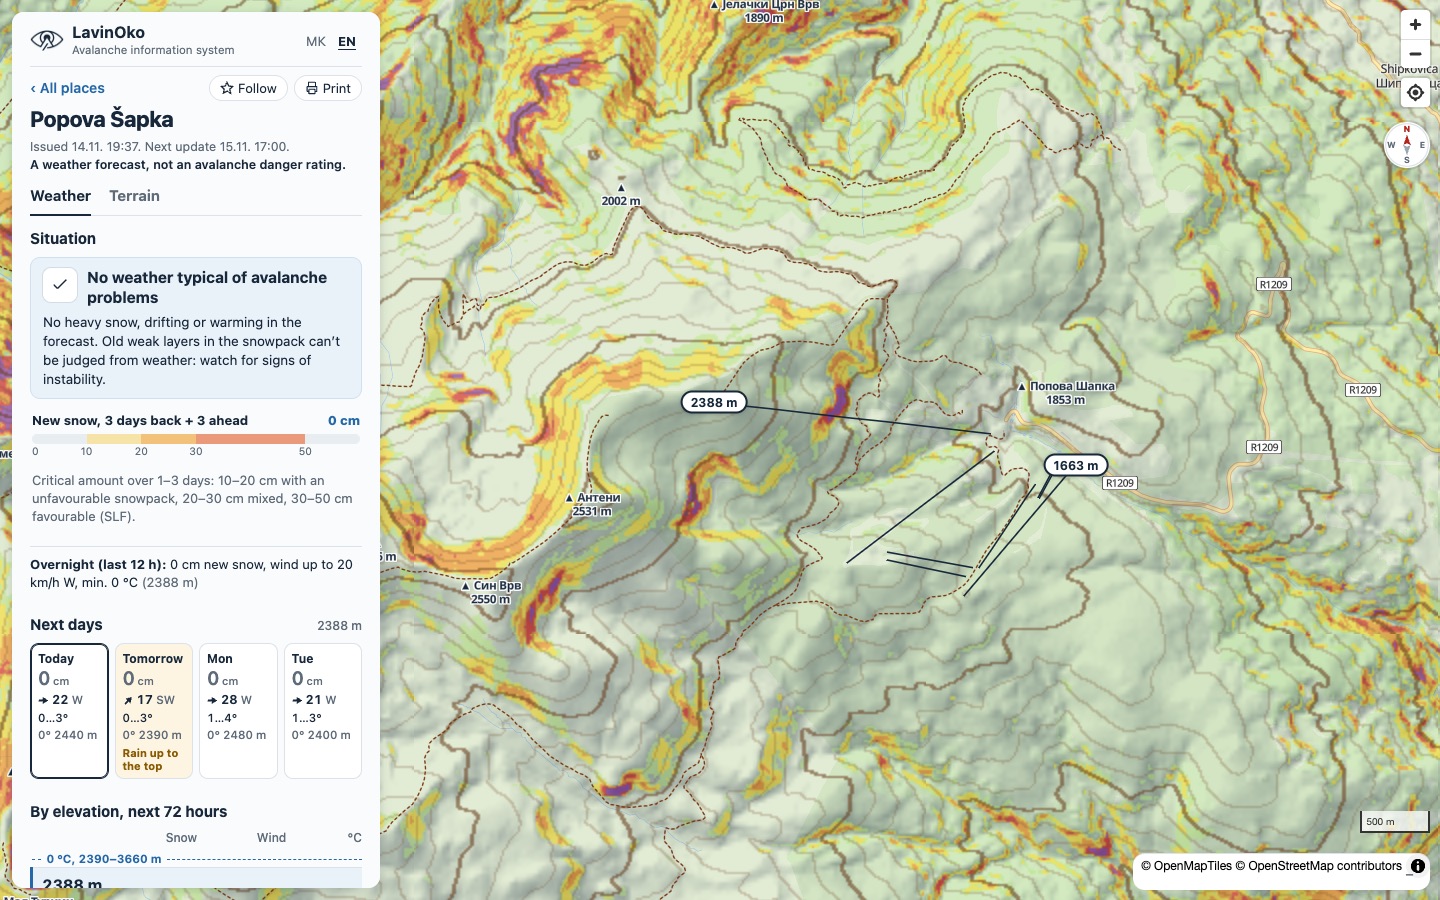 LavinOko
Avalanche information system
MK EN
‹ All places
Follow
Print
Popova Šapka
Issued 14.11. 19:37. Next update 15.11. 17:00.
A weather forecast, not an avalanche danger rating.
Weather Terrain
Situation
No weather typical of avalanche
problems
No heavy snow, drifting or warming in the
forecast. Old weak layers in the snowpack can't
be judged from weather: watch for signs of
instability.
New snow, 3 days back + 3 ahead 0 cm
0 10 20 30 50
Critical amount over 1–3 days: 10–20 cm with an
unfavourable snowpack, 20–30 cm mixed, 30–50 cm
favourable (SLF).
Overnight (last 12 h): 0 cm new snow, wind up to 20
km/h W, min. 0 °C (2388 m)
Next days 2388 m
Today
0 cm
22 W
0…3°
0° 2440 m
Tomorrow
0 cm
17 SW
0…3°
0° 2390 m
Rain up to
the top
Mon
0 cm
28 W
1…4°
0° 2480 m
Tue
0 cm
21 W
1…3°
0° 2400 m
By elevation, next 72 hours
Snow Wind °C
0 °C, 2390–3660 m
2388 m
Јелачки Црн Врв
1890 m
2002 m
2388 m
Попова Шапка
1853 m
1663 m
Антени
2531 m
Син Врв
2550 m
R1209
R1209
R1209
R1209
Shipkovica
N
W E
S
500 m
© OpenMapTiles © OpenStreetMap contributors